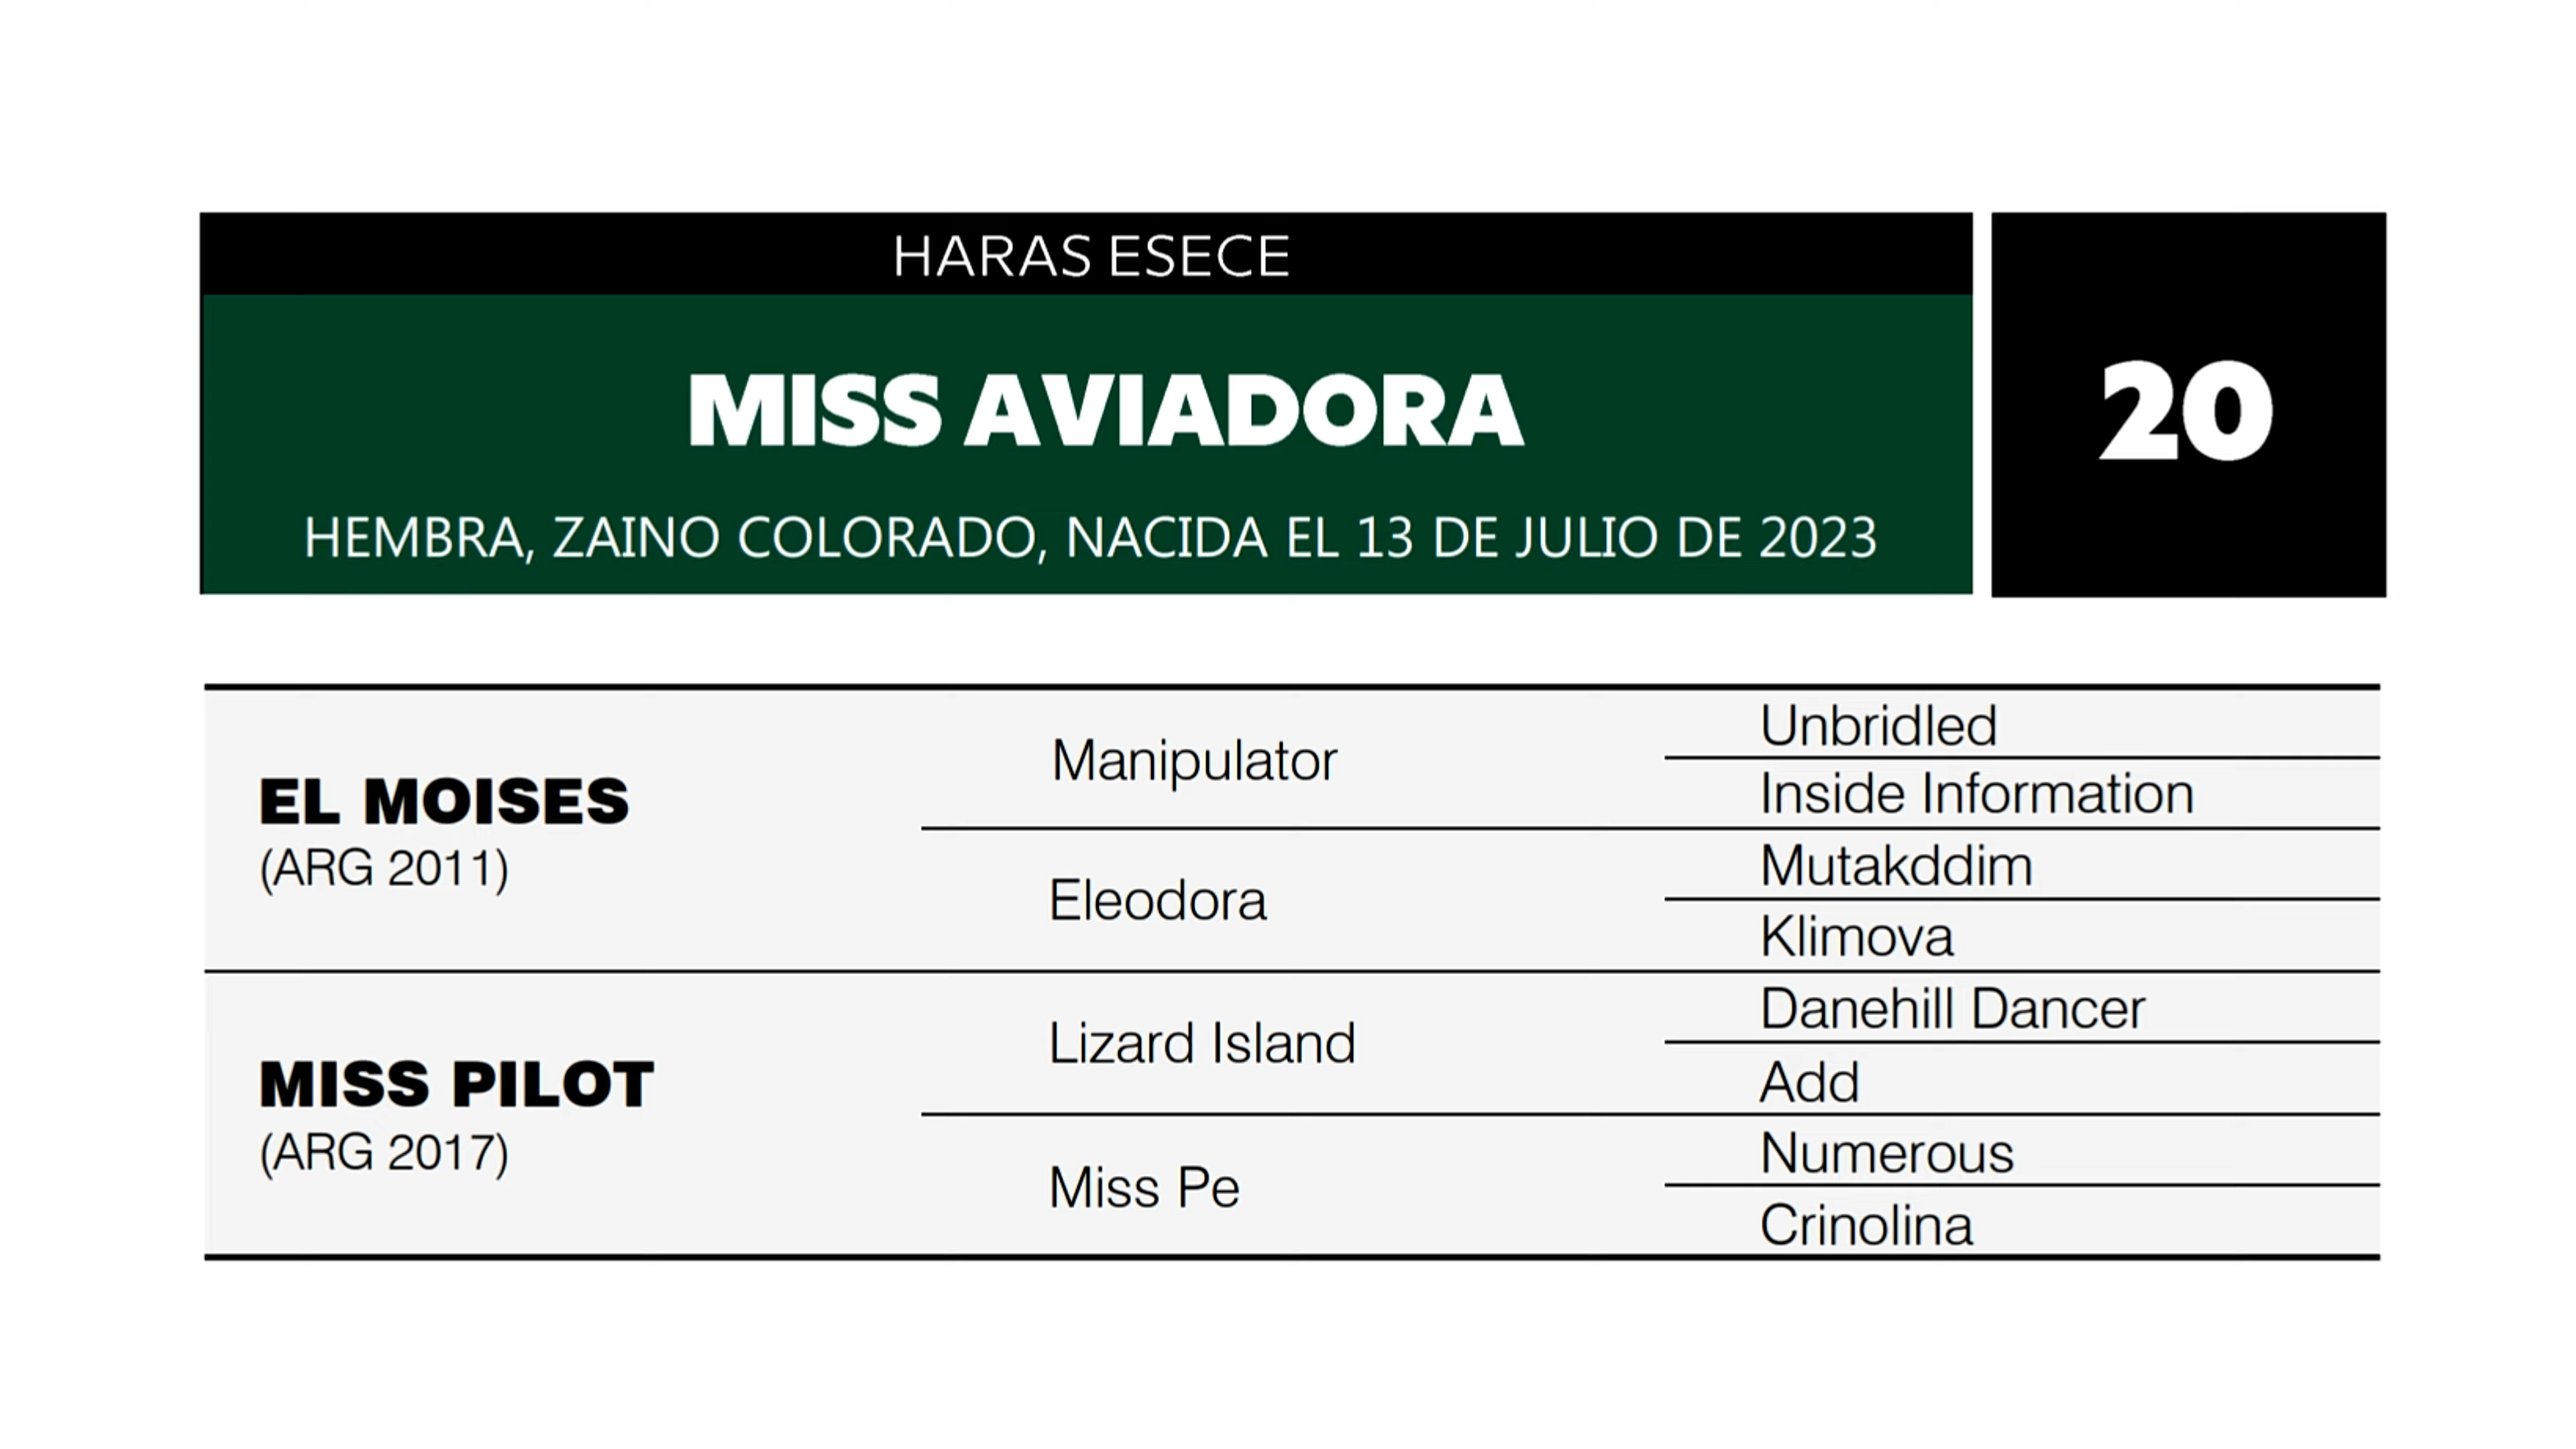 HARAS ESECE
MISS AVIADORA
20
HEMBRA, ZAINO COLORADO, NACIDA EL 13 DE JULIO DE 2023
EL MOISES
(ARG 2011)
Manipulator
Unbridled
Inside Information
Eleodora
Mutakddim
Klimova
MISS PILOT
(ARG 2017)
Lizard Island
Danehill Dancer
Add
Miss Pe
Numerous
Crinolina